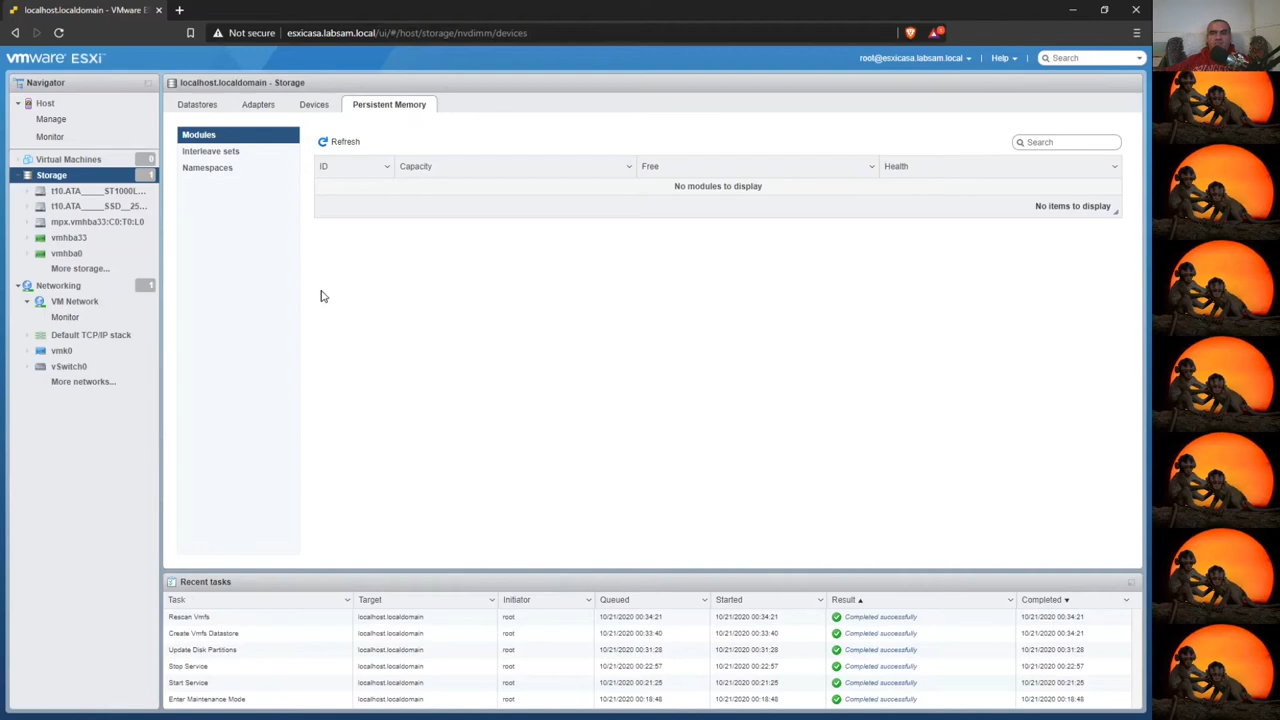 localhost.localdomain - VMware E
Not secure
esxicasa.labsam.local/ui/#/host/storage/nvdimm/devices
vmware ESXi
root@esxicasa.labsam.local
Help
Search
Navigator
Host
Manage
Monitor
Virtual Machines
0
Storage
1
t10.ATA_____ST1000L...
t10.ATA_____SSD__25...
mpx.vmhba33:C0:T0:L0
vmhba33
vmhba0
More storage...
Networking
1
VM Network
Monitor
Default TCP/IP stack
vmk0
vSwitch0
More networks...
localhost.localdomain - Storage
Datastores
Adapters
Devices
Persistent Memory
Modules
Interleave sets
Namespaces
Refresh
Search
ID
Capacity
Free
Health
No modules to display
No items to display
Recent tasks
Task
Target
Initiator
Queued
Started
Result
Completed
Rescan Vmfs localhost.localdomain root 10/21/2020 00:34:21 10/21/2020 00:34:21 Completed successfully 10/21/2020 00:34:21
Create Vmfs Datastore localhost.localdomain root 10/21/2020 00:33:40 10/21/2020 00:33:40 Completed successfully 10/21/2020 00:34:21
Update Disk Partitions localhost.localdomain root 10/21/2020 00:31:28 10/21/2020 00:31:28 Completed successfully 10/21/2020 00:31:28
Stop Service localhost.localdomain root 10/21/2020 00:22:57 10/21/2020 00:22:57 Completed successfully 10/21/2020 00:22:57
Start Service localhost.localdomain root 10/21/2020 00:21:25 10/21/2020 00:21:25 Completed successfully 10/21/2020 00:21:25
Enter Maintenance Mode localhost.localdomain root 10/21/2020 00:18:48 10/21/2020 00:18:48 Completed successfully 10/21/2020 00:18:48